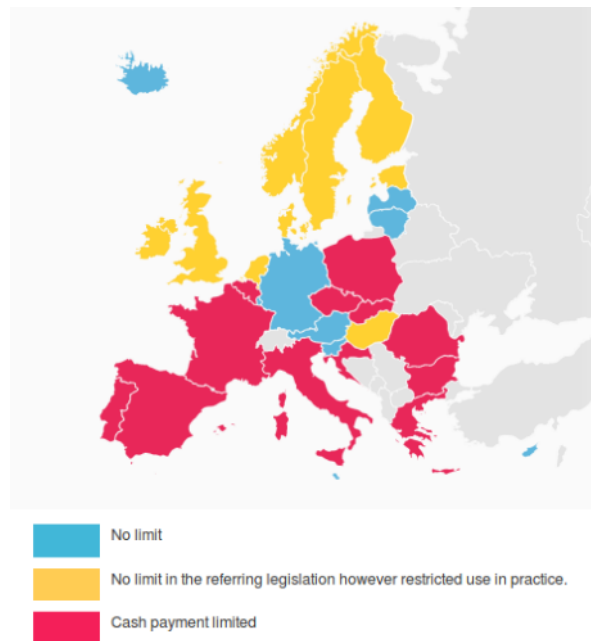 No limit
No limit in the referring legislation however restricted use in practice.
Cash payment limited